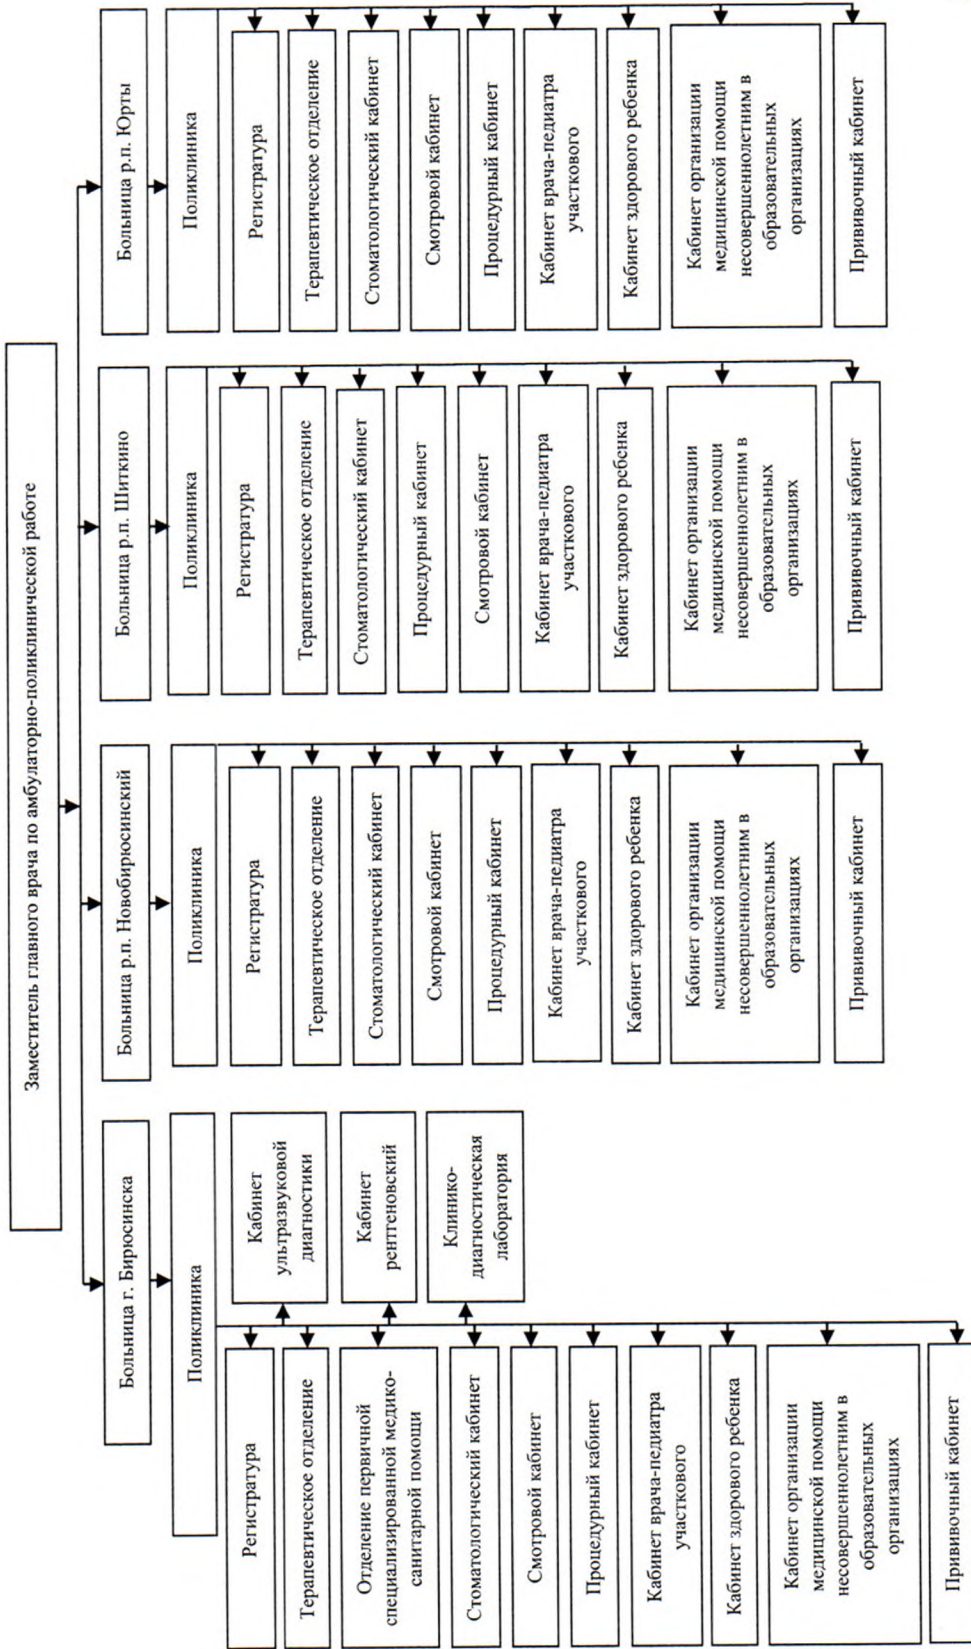 Заместитель главного врача по амбулаторно-поликлинической работе
Больница г. Бирюсинска
Поликлиника
Регистратура
Терапевтическое отделение
Отделение первичной
специализированной медико-
санитарной помощи
Стоматологический кабинет
Смотровой кабинет
Процедурный кабинет
Кабинет врача-педиатра
участкового
Кабинет здорового ребенка
Кабинет организации
медицинской помощи
несовершеннолетним в
образовательных
организациях
Прививочный кабинет
Кабинет
ультразвуковой
диагностики
Кабинет
рентгеновский
Клинико-
диагностическая
лаборатория
Больница р.п. Новобирюсинский
Поликлиника
Регистратура
Терапевтическое отделение
Стоматологический кабинет
Смотровой кабинет
Процедурный кабинет
Кабинет врача-педиатра
участкового
Кабинет здорового ребенка
Кабинет организации
медицинской помощи
несовершеннолетним в
образовательных
организациях
Прививочный кабинет
Больница р.п. Шиткино
Поликлиника
Регистратура
Терапевтическое отделение
Стоматологический кабинет
Процедурный кабинет
Смотровой кабинет
Кабинет врача-педиатра
участкового
Кабинет здорового ребенка
Кабинет организации
медицинской помощи
несовершеннолетним в
образовательных
организациях
Прививочный кабинет
Больница р.п. Юрты
Поликлиника
Регистратура
Терапевтическое отделение
Стоматологический кабинет
Смотровой кабинет
Процедурный кабинет
Кабинет врача-педиатра
участкового
Кабинет здорового ребенка
Кабинет организации
медицинской помощи
несовершеннолетним в
образовательных
организациях
Прививочный кабинет